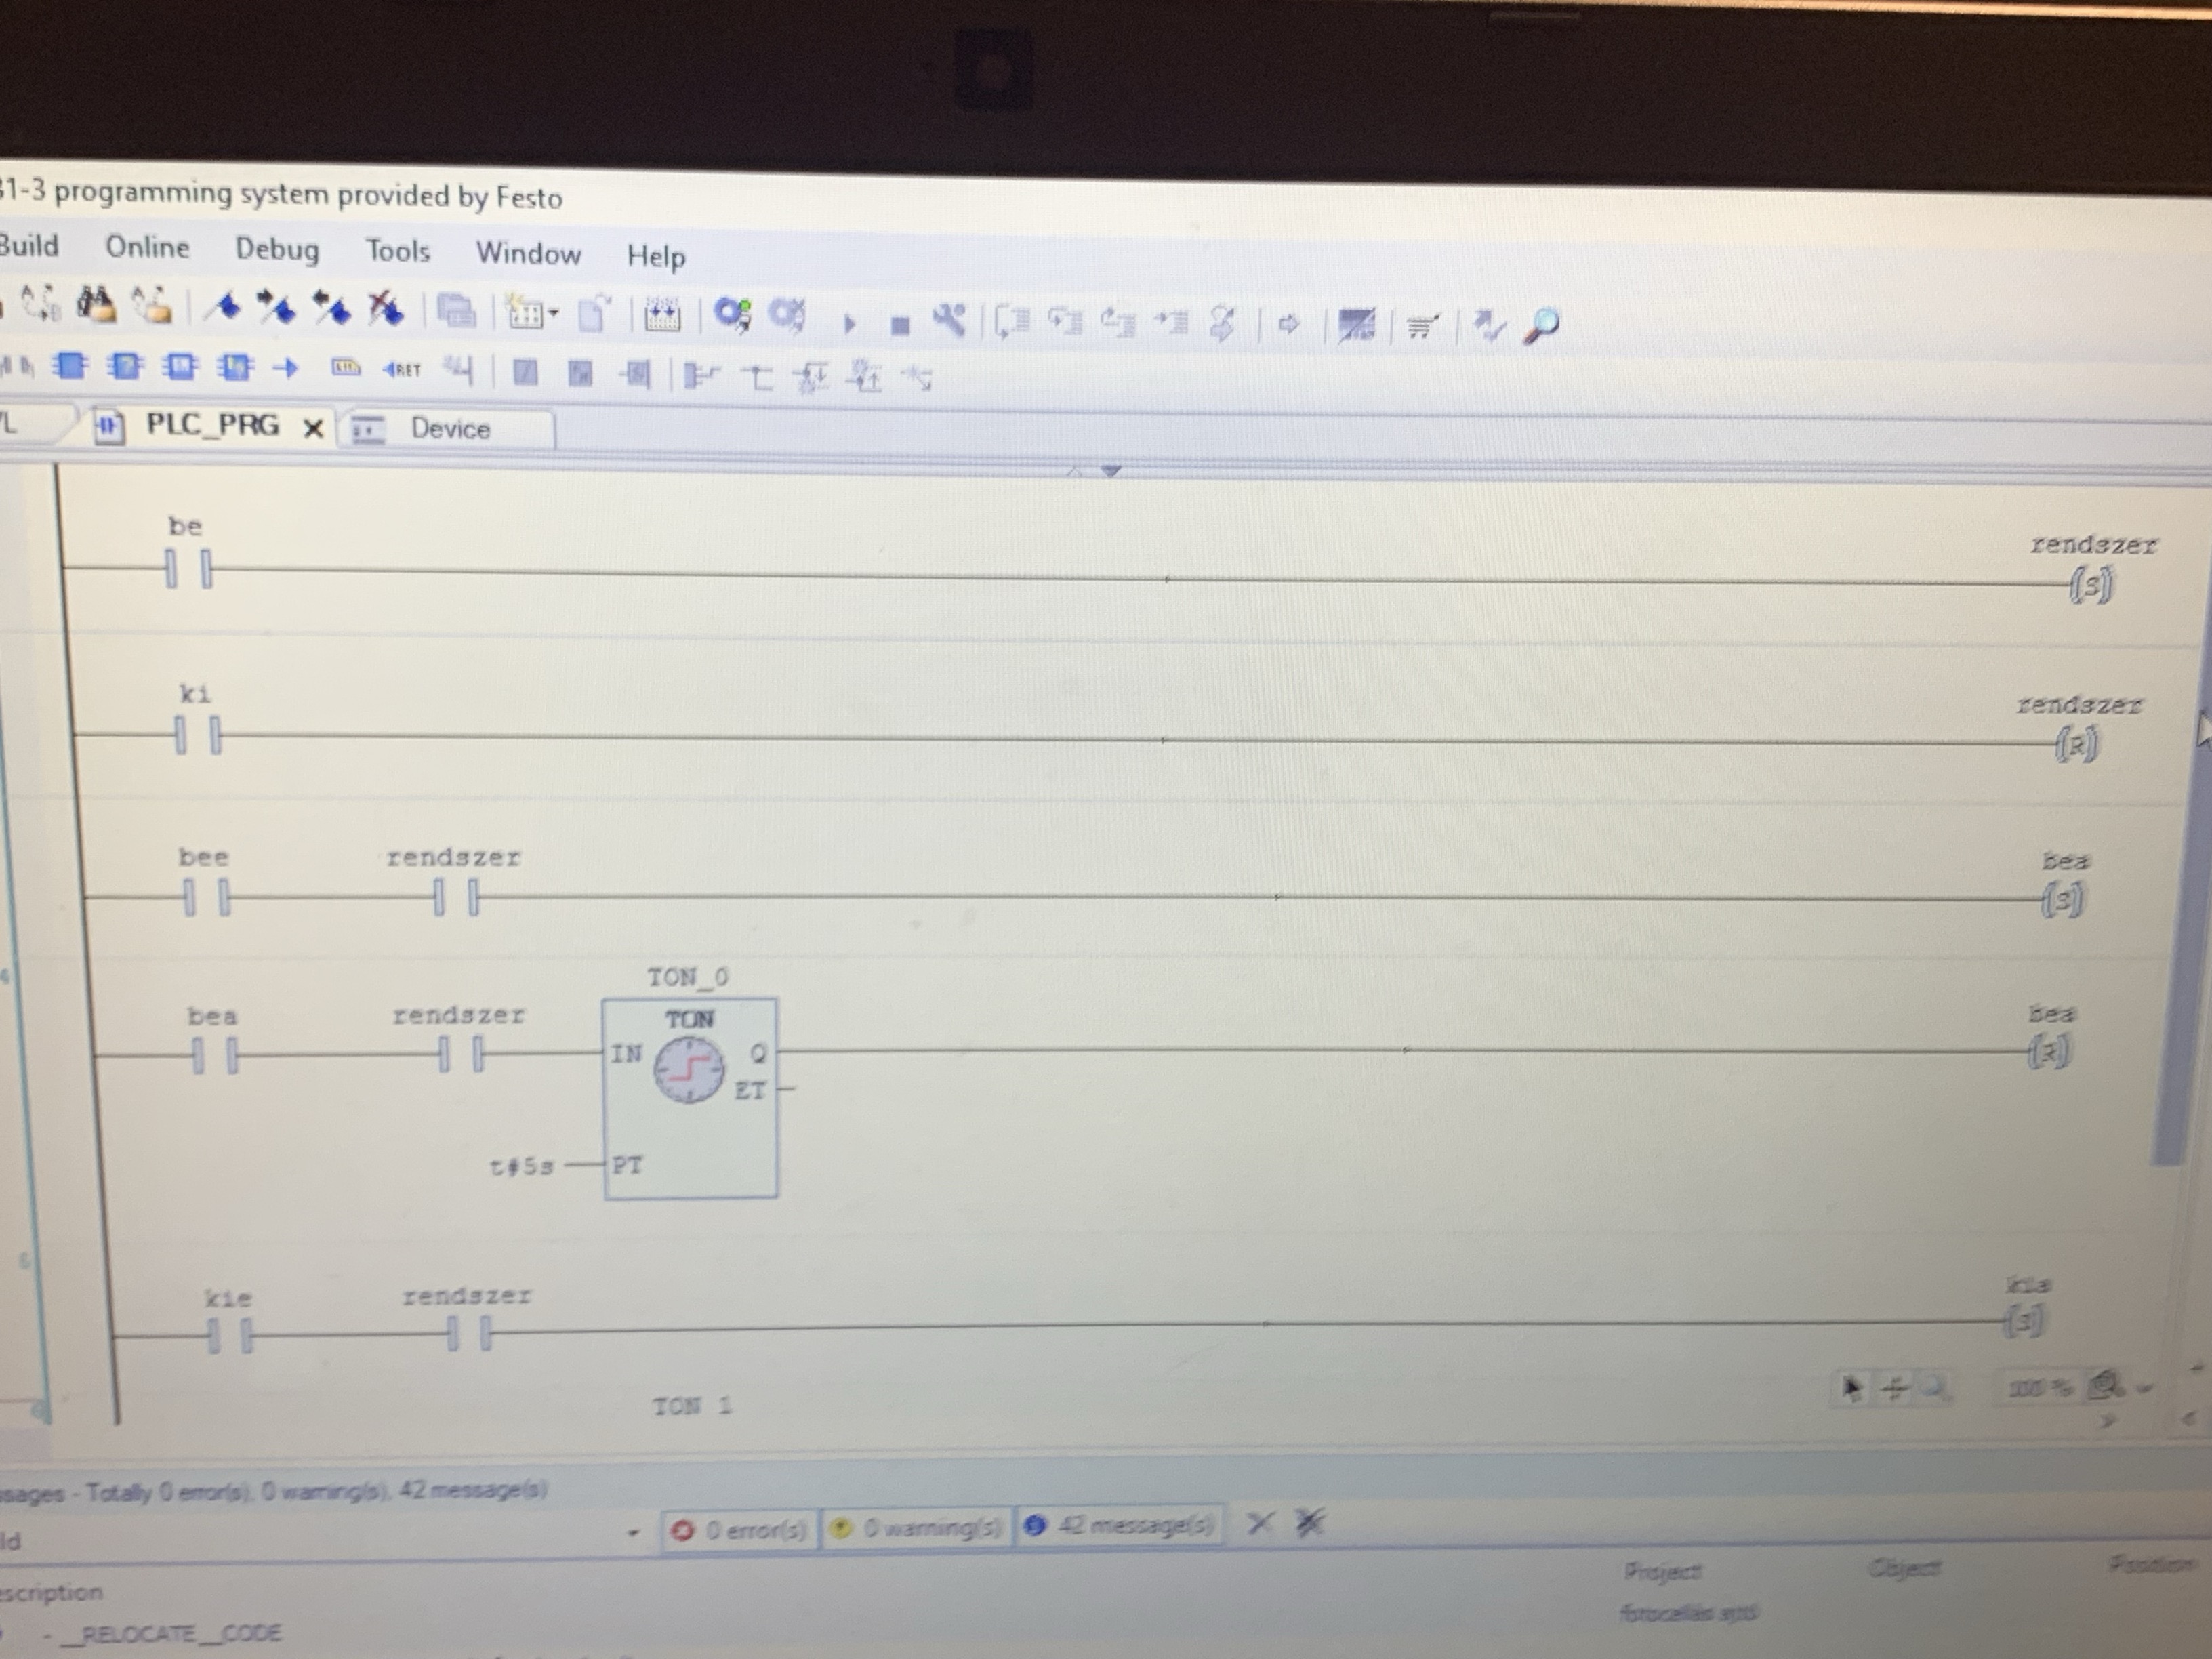 31-3 programming system provided by Festo
Build Online Debug Tools Window Help
RET
PLC_PRG Device
be
rendszer
(S)
ki
rendszer
(R)
bee rendszer
bea
(S)
TON_0
bea rendszer TON
bea
IN Q
(R)
ET
t#5s PT
kie rendszer
kia
(S)
TON 1
100 %
ssages - Totally 0 error(s), 0 warning(s), 42 message(s)
ld 0 error(s) 0 warning(s) 42 message(s)
Project Object Position
escription
fotocellás ajtó
- __RELOCATE__CODE